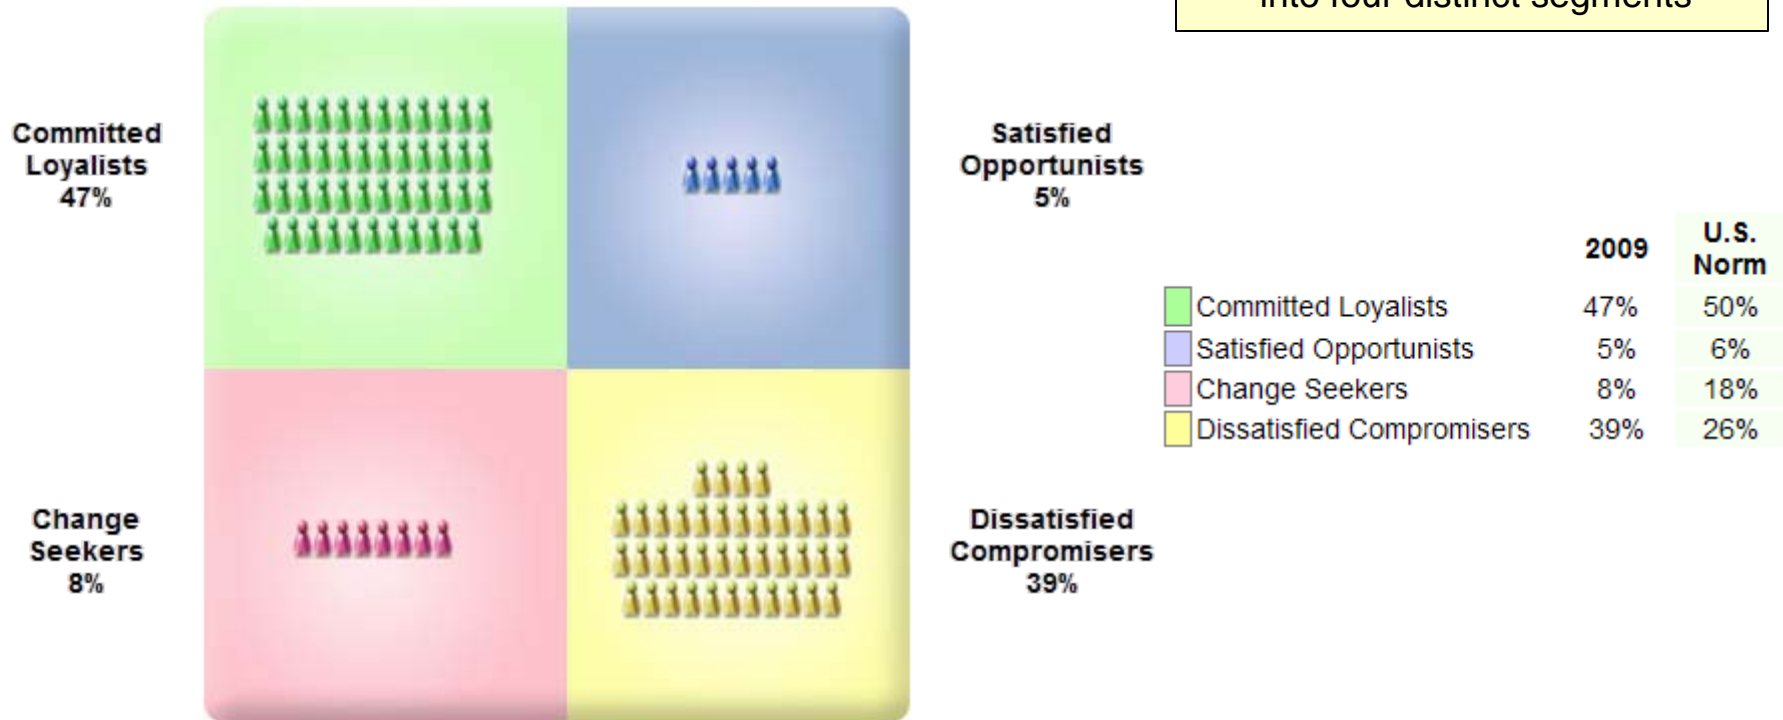 into four distinct segments
Committed
Loyalists
47%
Satisfied
Opportunists
5%
Change
Seekers
8%
Dissatisfied
Compromisers
39%
2009 U.S. Norm
Committed Loyalists 47% 50%
Satisfied Opportunists 5% 6%
Change Seekers 8% 18%
Dissatisfied Compromisers 39% 26%